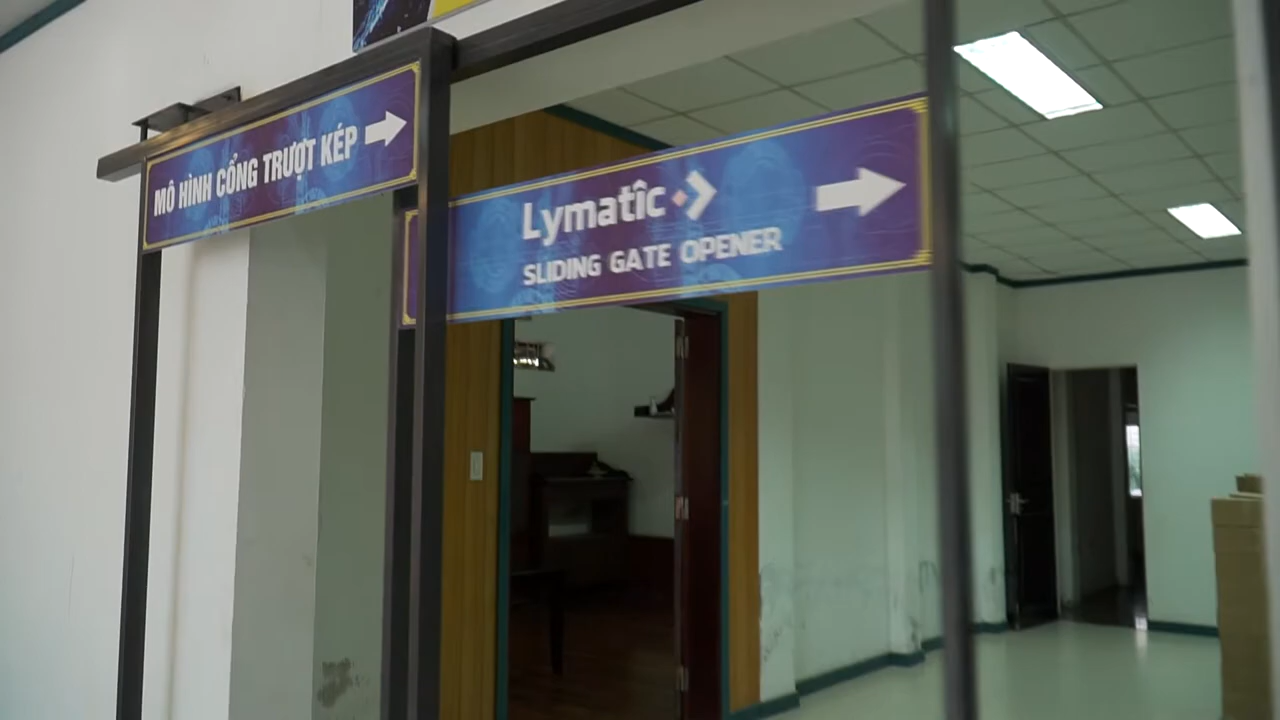 MÔ HÌNH CỔNG TRƯỢT KÉP
Lymatic
SLIDING GATE OPENER